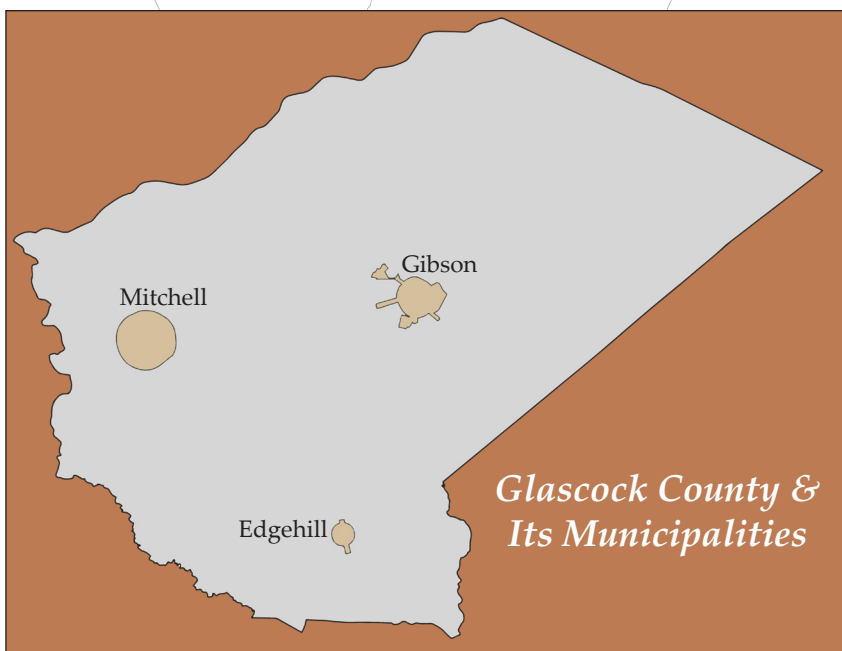 Gibson
Mitchell
Edgehill
Glascock County &
Its Municipalities